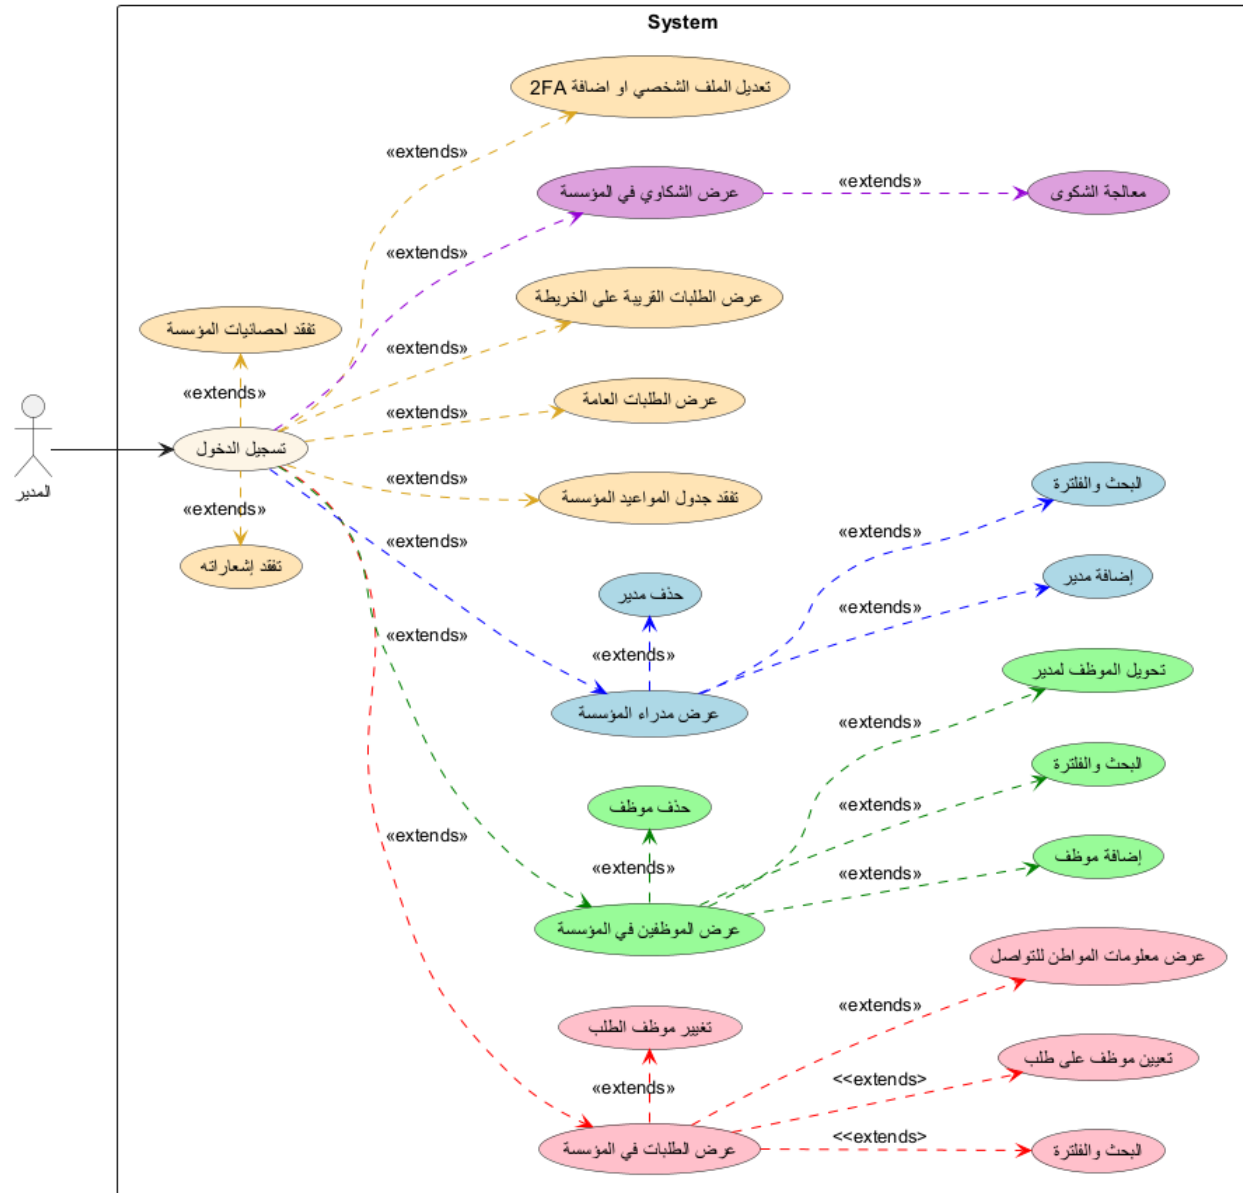 System
تعديل الملف الشخصي او اضافة 2FA
«extends»
عرض الشكاوي في المؤسسة
«extends»
معالجة الشكوى
«extends»
عرض الطلبات القريبة على الخريطة
تفقد احصائيات المؤسسة
«extends»
«extends»
عرض الطلبات العامة
«extends»
المدير
تسجيل الدخول
«extends»
تفقد جدول المواعيد المؤسسة
«extends»
تفقد إشعاراته
«extends»
البحث والفلترة
«extends»
إضافة مدير
«extends»
حذف مدير
«extends»
عرض مدراء المؤسسة
«extends»
تحويل الموظف لمدير
«extends»
البحث والفلترة
«extends»
حذف موظف
«extends»
إضافة موظف
«extends»
«extends»
عرض الموظفين في المؤسسة
عرض معلومات المواطن للتواصل
«extends»
تغيير موظف الطلب
تعيين موظف على طلب
<<extends>
«extends»
<<extends>
عرض الطلبات في المؤسسة
البحث والفلترة